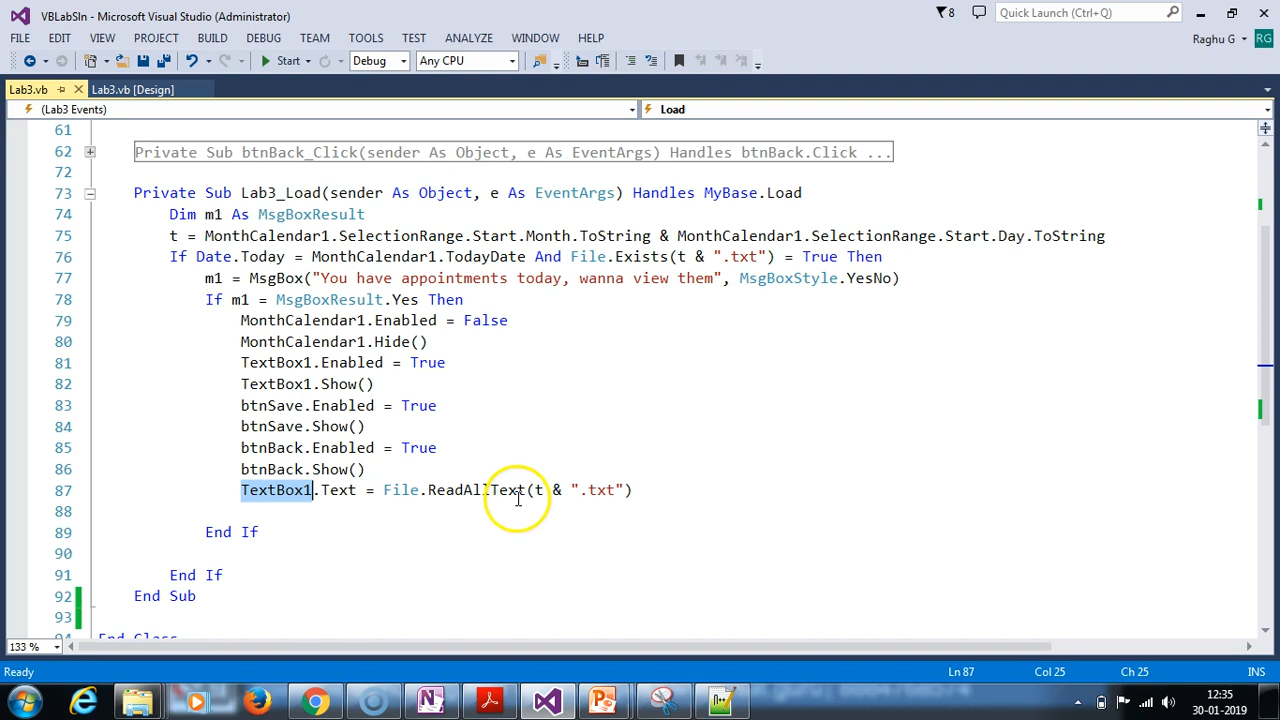 VBLabSln - Microsoft Visual Studio (Administrator)
8
Quick Launch (Ctrl+Q)
FILE EDIT VIEW PROJECT BUILD DEBUG TEAM TOOLS TEST ANALYZE WINDOW HELP
Raghu G RG
Start Debug Any CPU
Lab3.vb Lab3.vb [Design]
(Lab3 Events) Load
61
62 Private Sub btnBack_Click(sender As Object, e As EventArgs) Handles btnBack.Click ...
72
73 Private Sub Lab3_Load(sender As Object, e As EventArgs) Handles MyBase.Load
74 Dim m1 As MsgBoxResult
75 t = MonthCalendar1.SelectionRange.Start.Month.ToString & MonthCalendar1.SelectionRange.Start.Day.ToString
76 If Date.Today = MonthCalendar1.TodayDate And File.Exists(t & ".txt") = True Then
77 m1 = MsgBox("You have appointments today, wanna view them", MsgBoxStyle.YesNo)
78 If m1 = MsgBoxResult.Yes Then
79 MonthCalendar1.Enabled = False
80 MonthCalendar1.Hide()
81 TextBox1.Enabled = True
82 TextBox1.Show()
83 btnSave.Enabled = True
84 btnSave.Show()
85 btnBack.Enabled = True
86 btnBack.Show()
87 TextBox1.Text = File.ReadAllText(t & ".txt")
88
89 End If
90
91 End If
92 End Sub
93
94 End Class
133 %
Ready Ln 87 Col 25 Ch 25 INS
12:35
30-01-2019